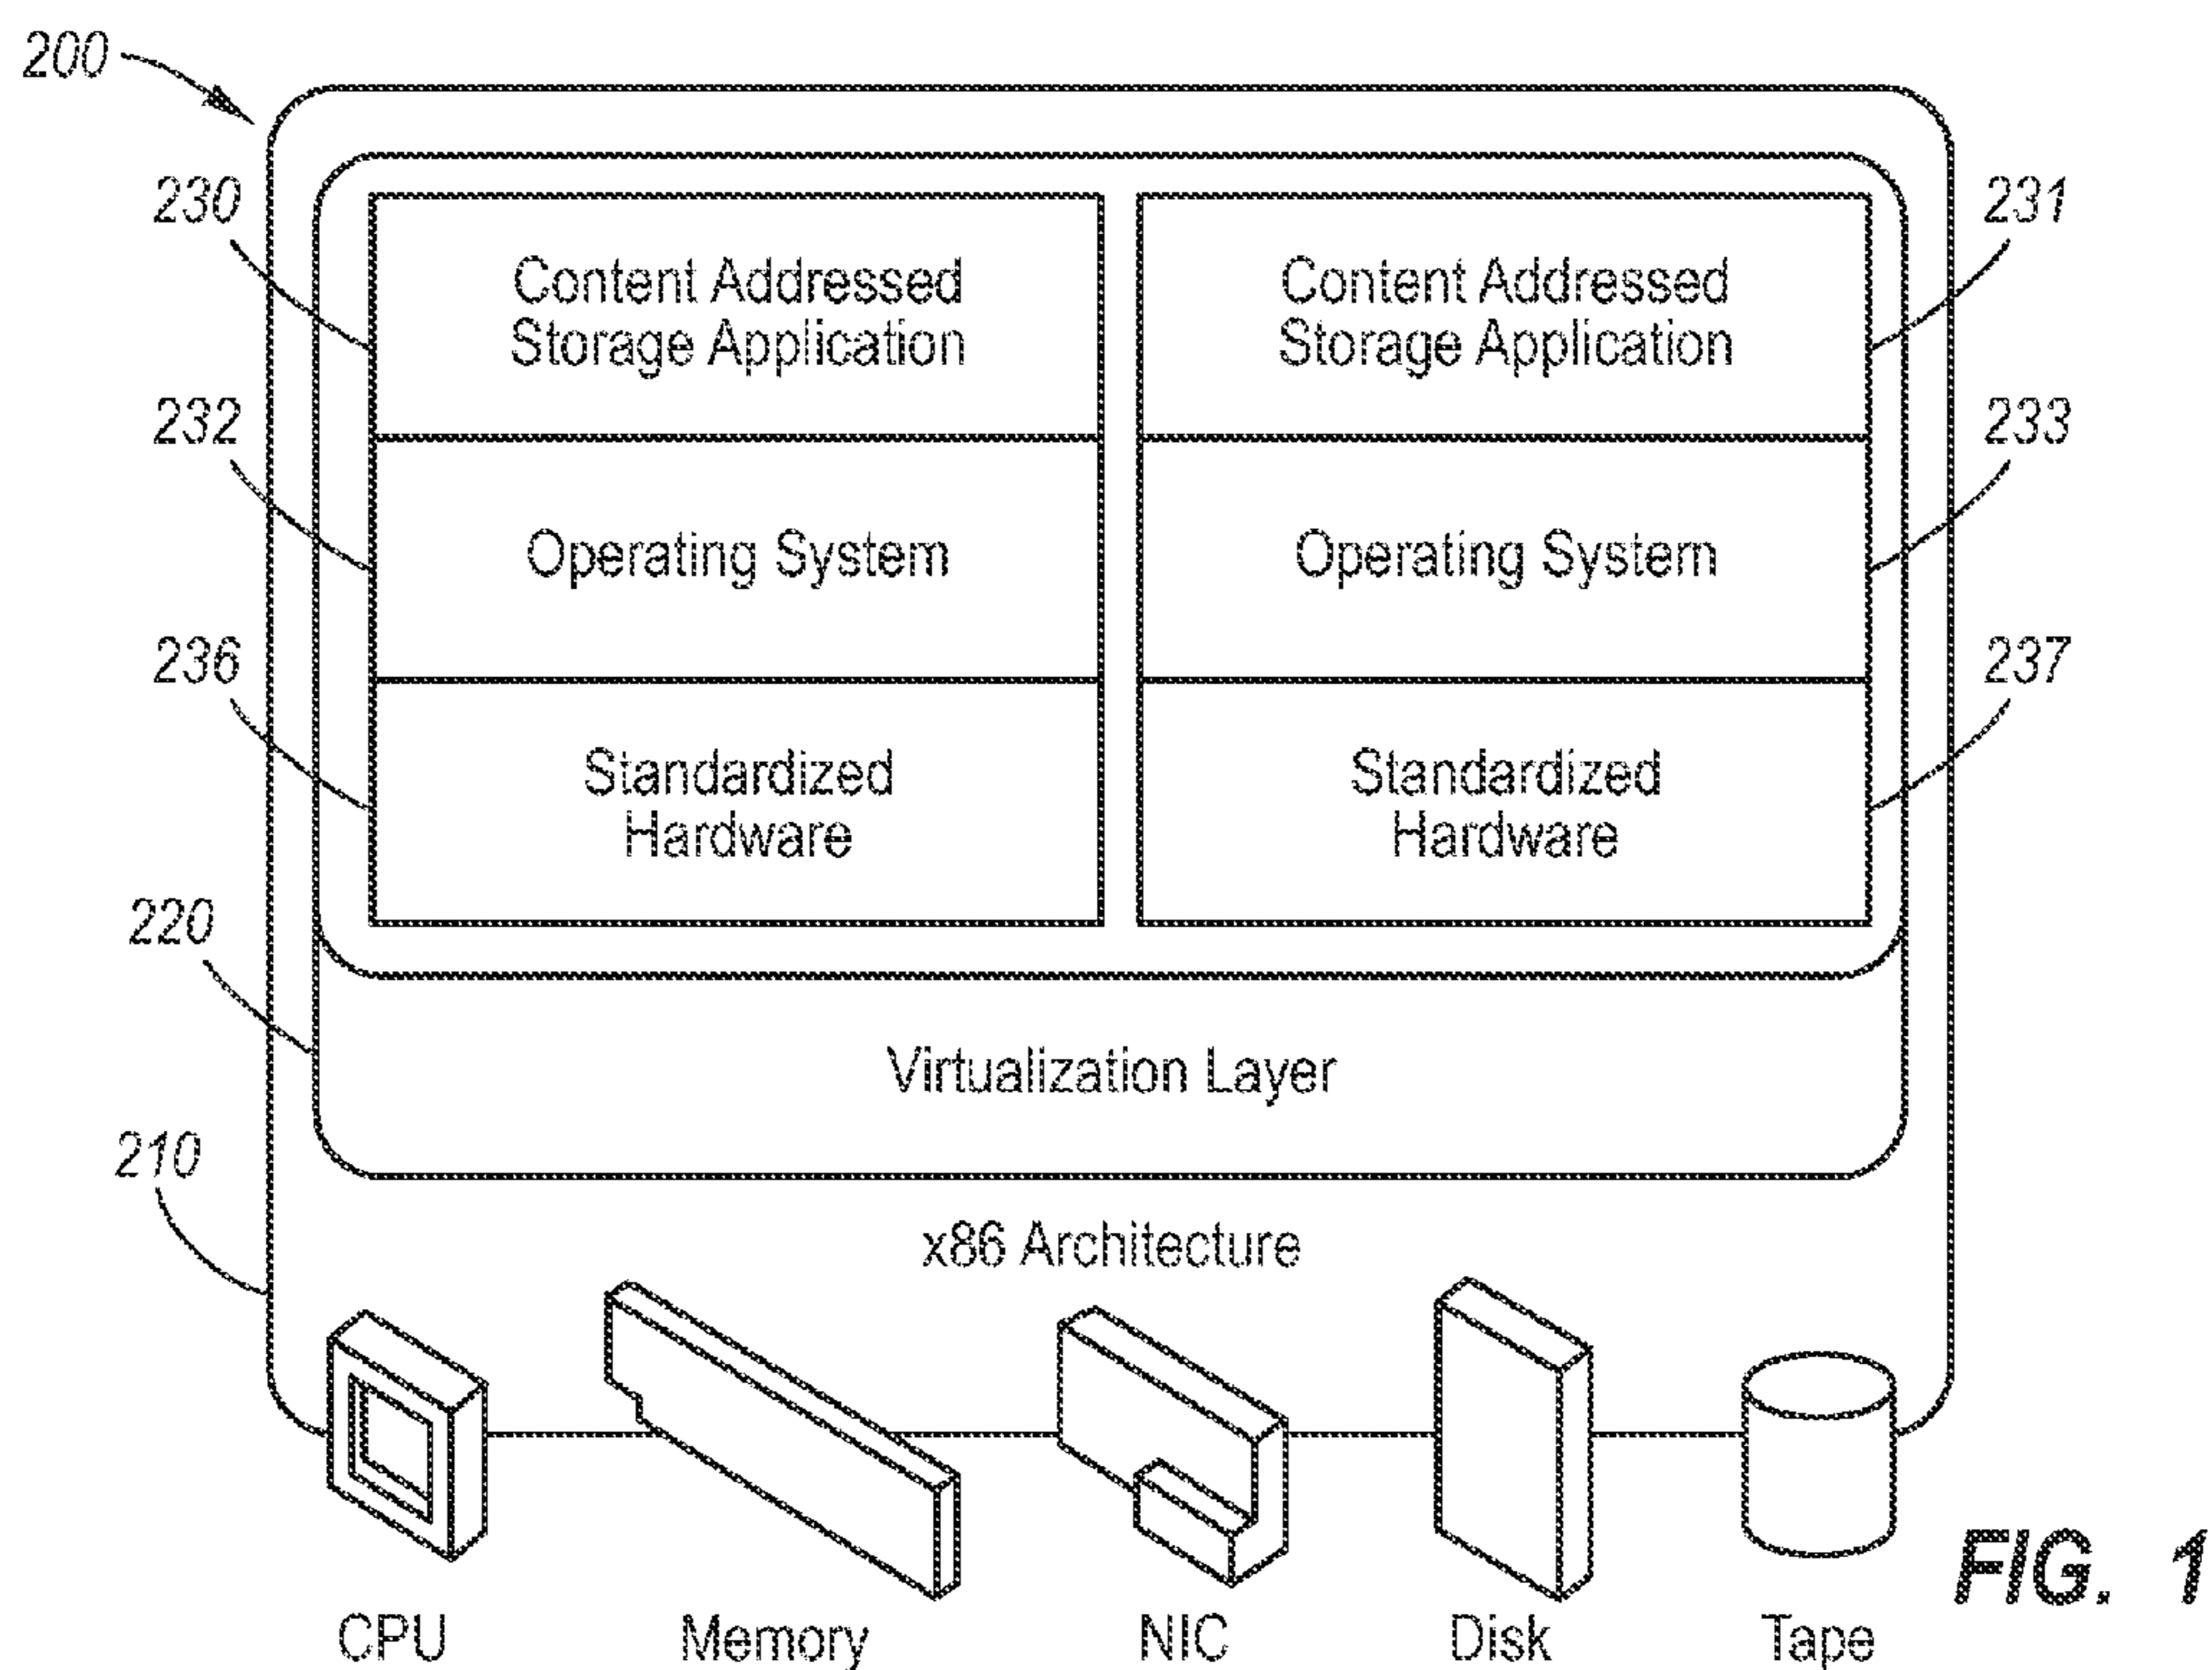 200
230
Content Addressed
Storage Application
Content Addressed
Storage Application
231
232
Operating System
Operating System
233
236
Standardized
Hardware
Standardized
Hardware
237
220
Virtualization Layer
210
x86 Architecture
CPU
Memory
NIC
Disk
Tape
FIG. 1